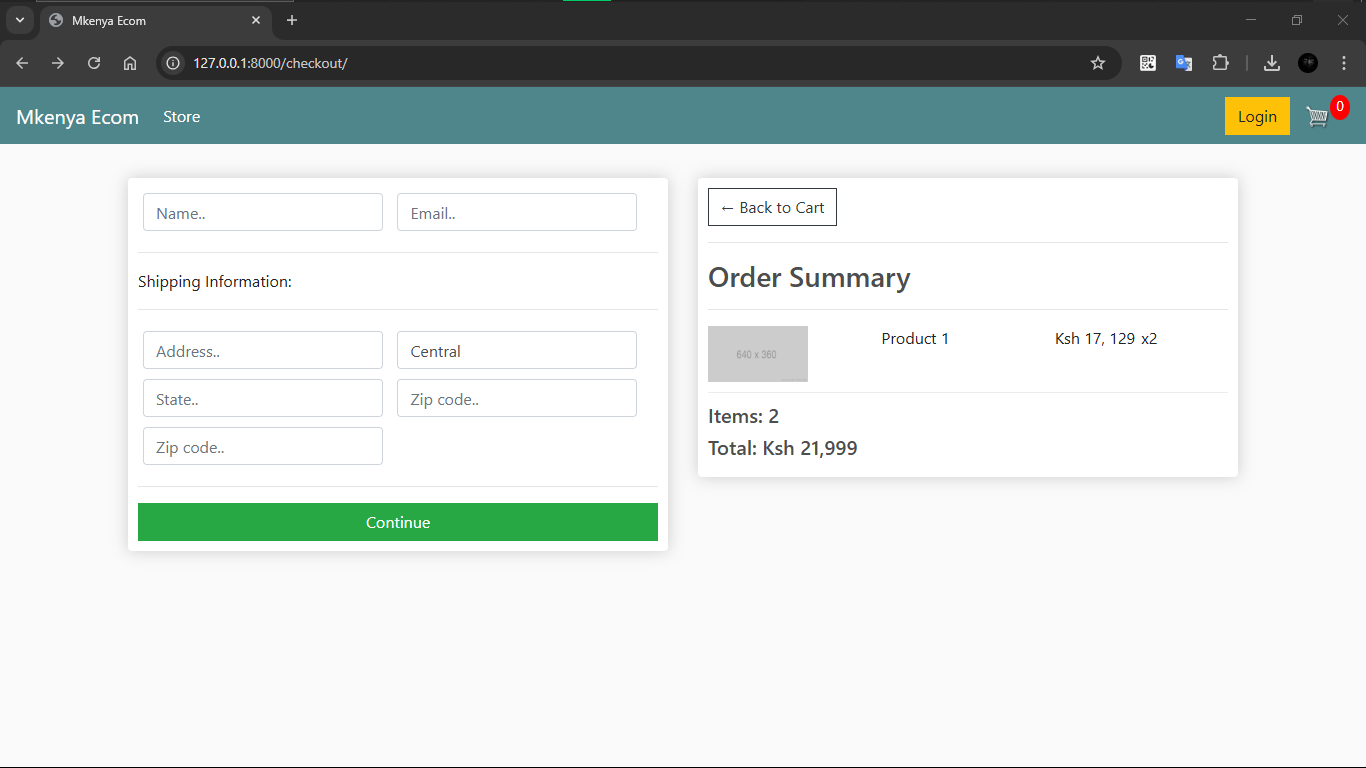 Mkenya Ecom
127.0.0.1:8000/checkout/
Mkenya Ecom Store Login 0
Name.. Email..
Shipping Information:
Address.. Central
State.. Zip code..
Zip code..
Continue
← Back to Cart
Order Summary
640 x 360 Product 1 Ksh 17, 129 x2
Items: 2
Total: Ksh 21,999